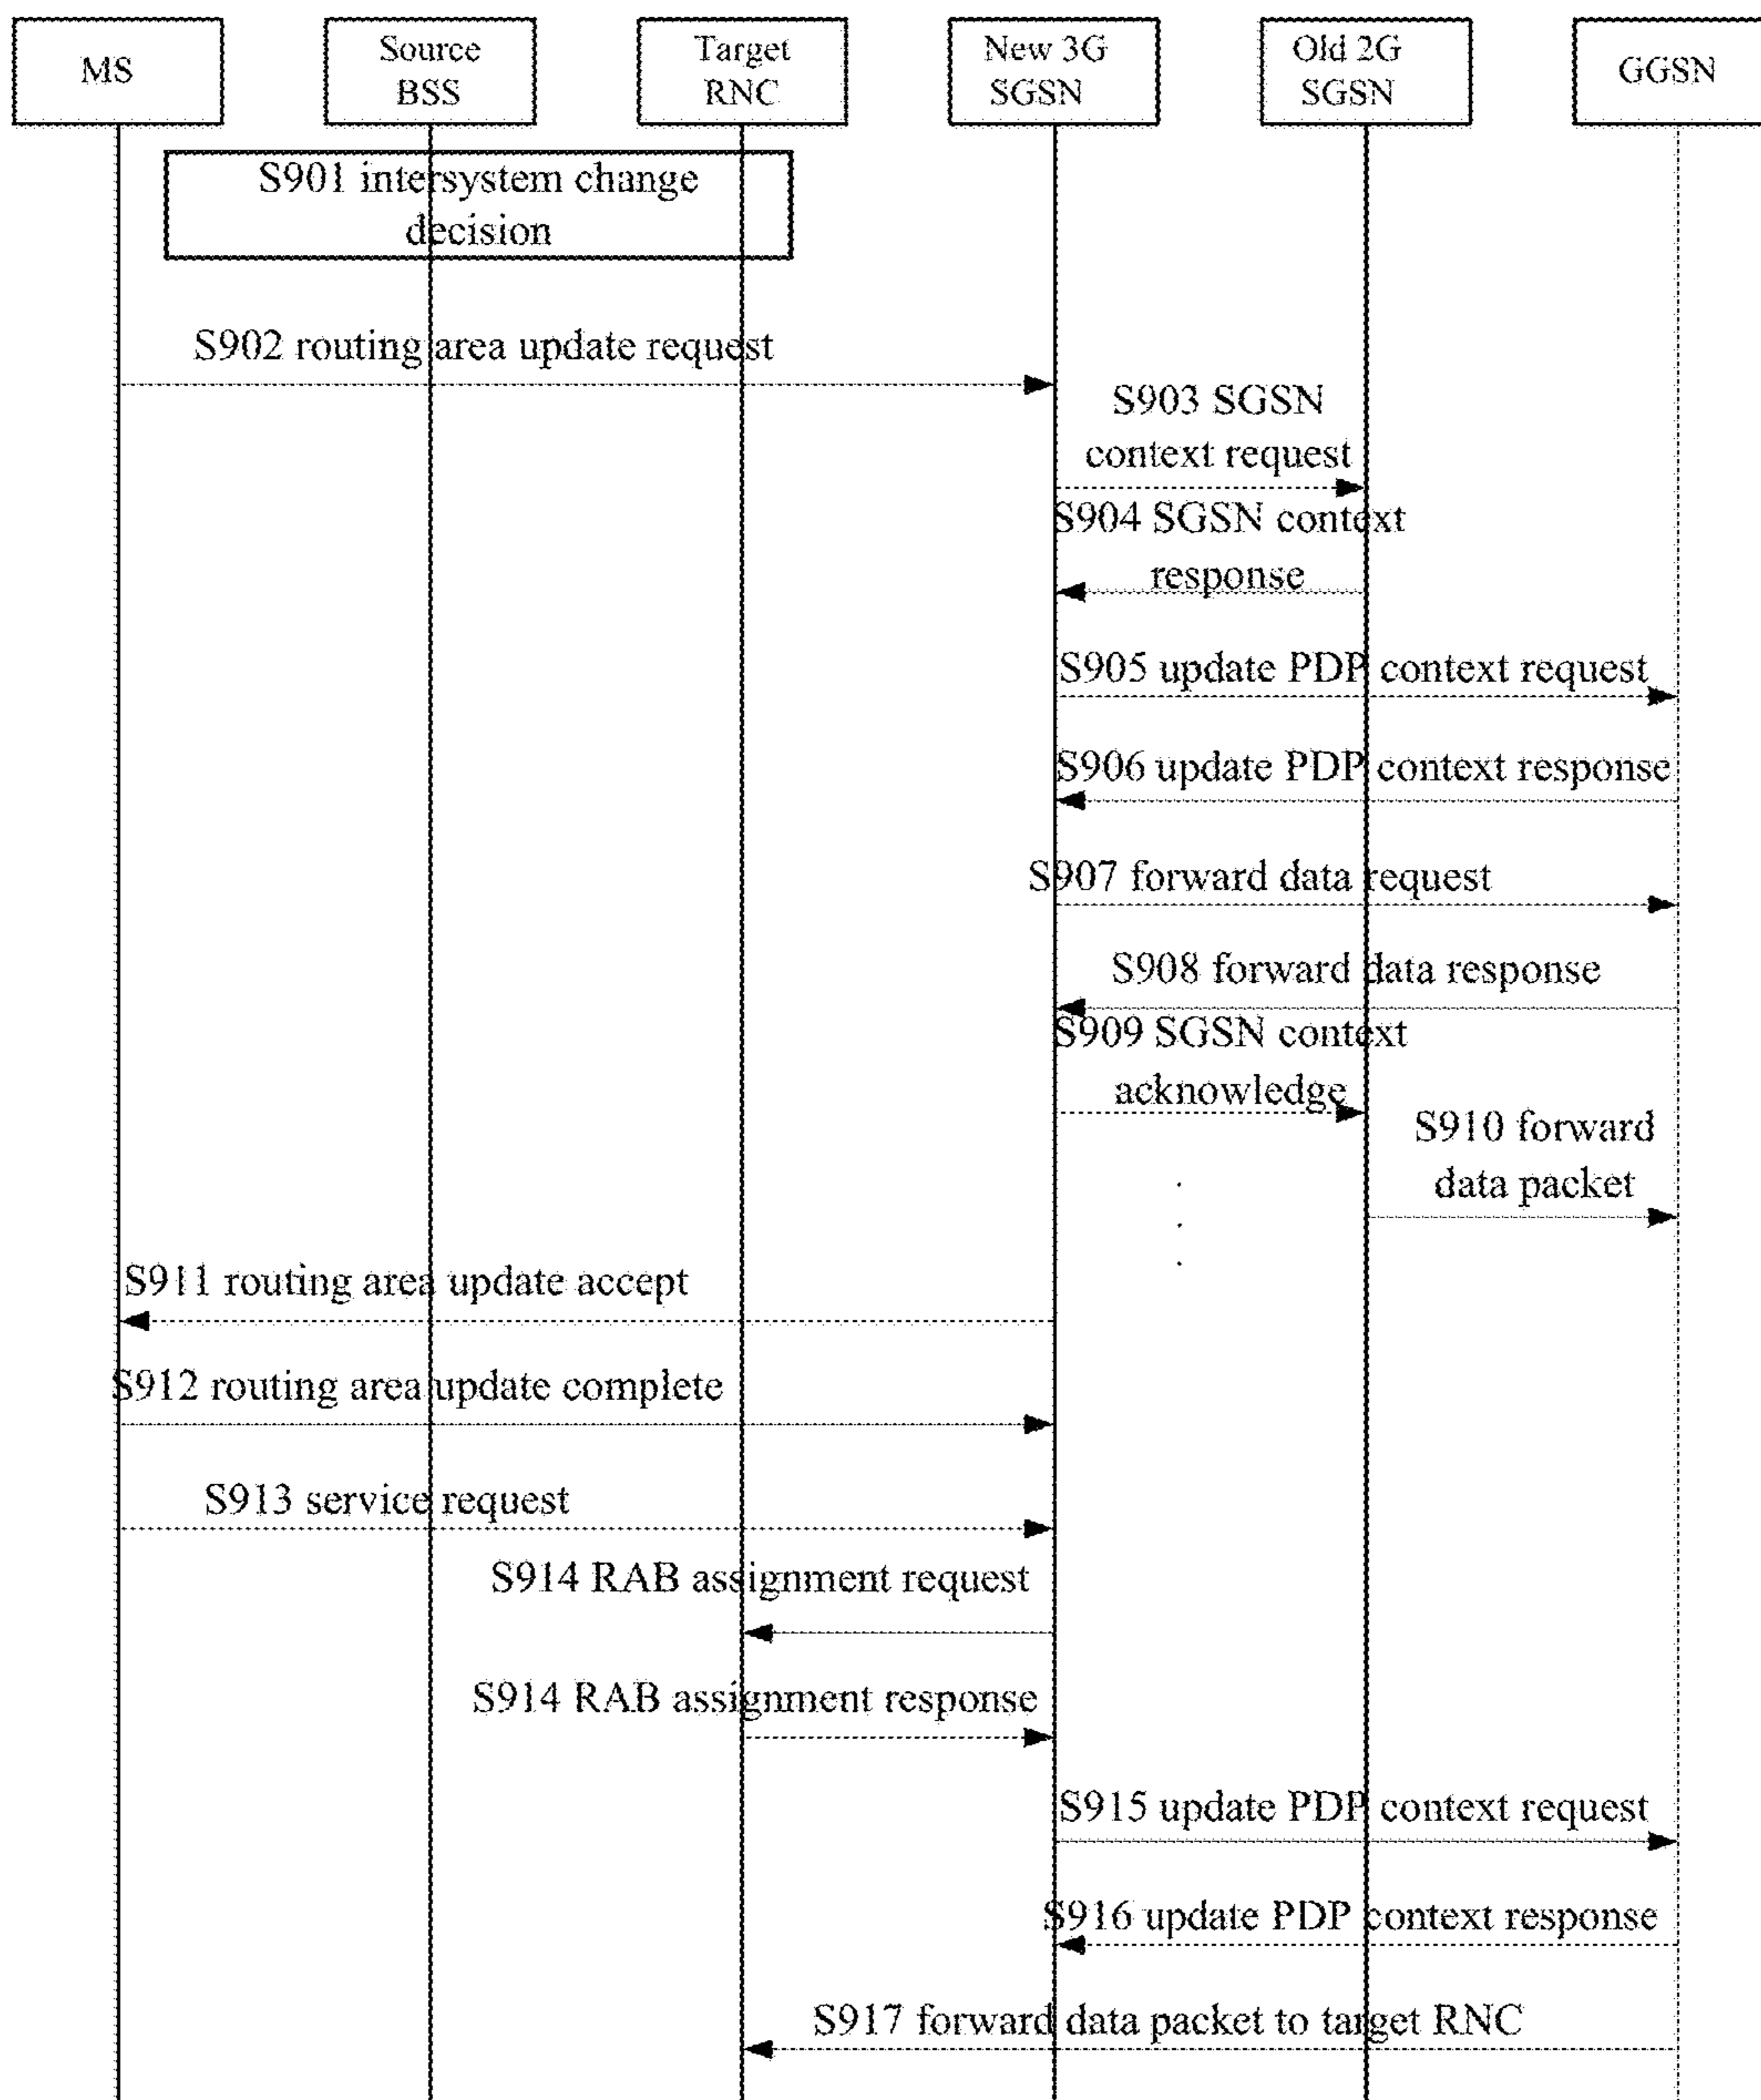 MS
Source
BSS
Target
RNC
New 3G
SGSN
Old 2G
SGSN
GGSN
S901 intersystem change
decision
S902 routing area update request
S903 SGSN
context request
S904 SGSN context
response
S905 update PDP context request
S906 update PDP context response
S907 forward data request
S908 forward data response
S909 SGSN context
acknowledge
S910 forward
data packet
S911 routing area update accept
S912 routing area update complete
S913 service request
S914 RAB assignment request
S914 RAB assignment response
S915 update PDP context request
S916 update PDP context response
S917 forward data packet to target RNC